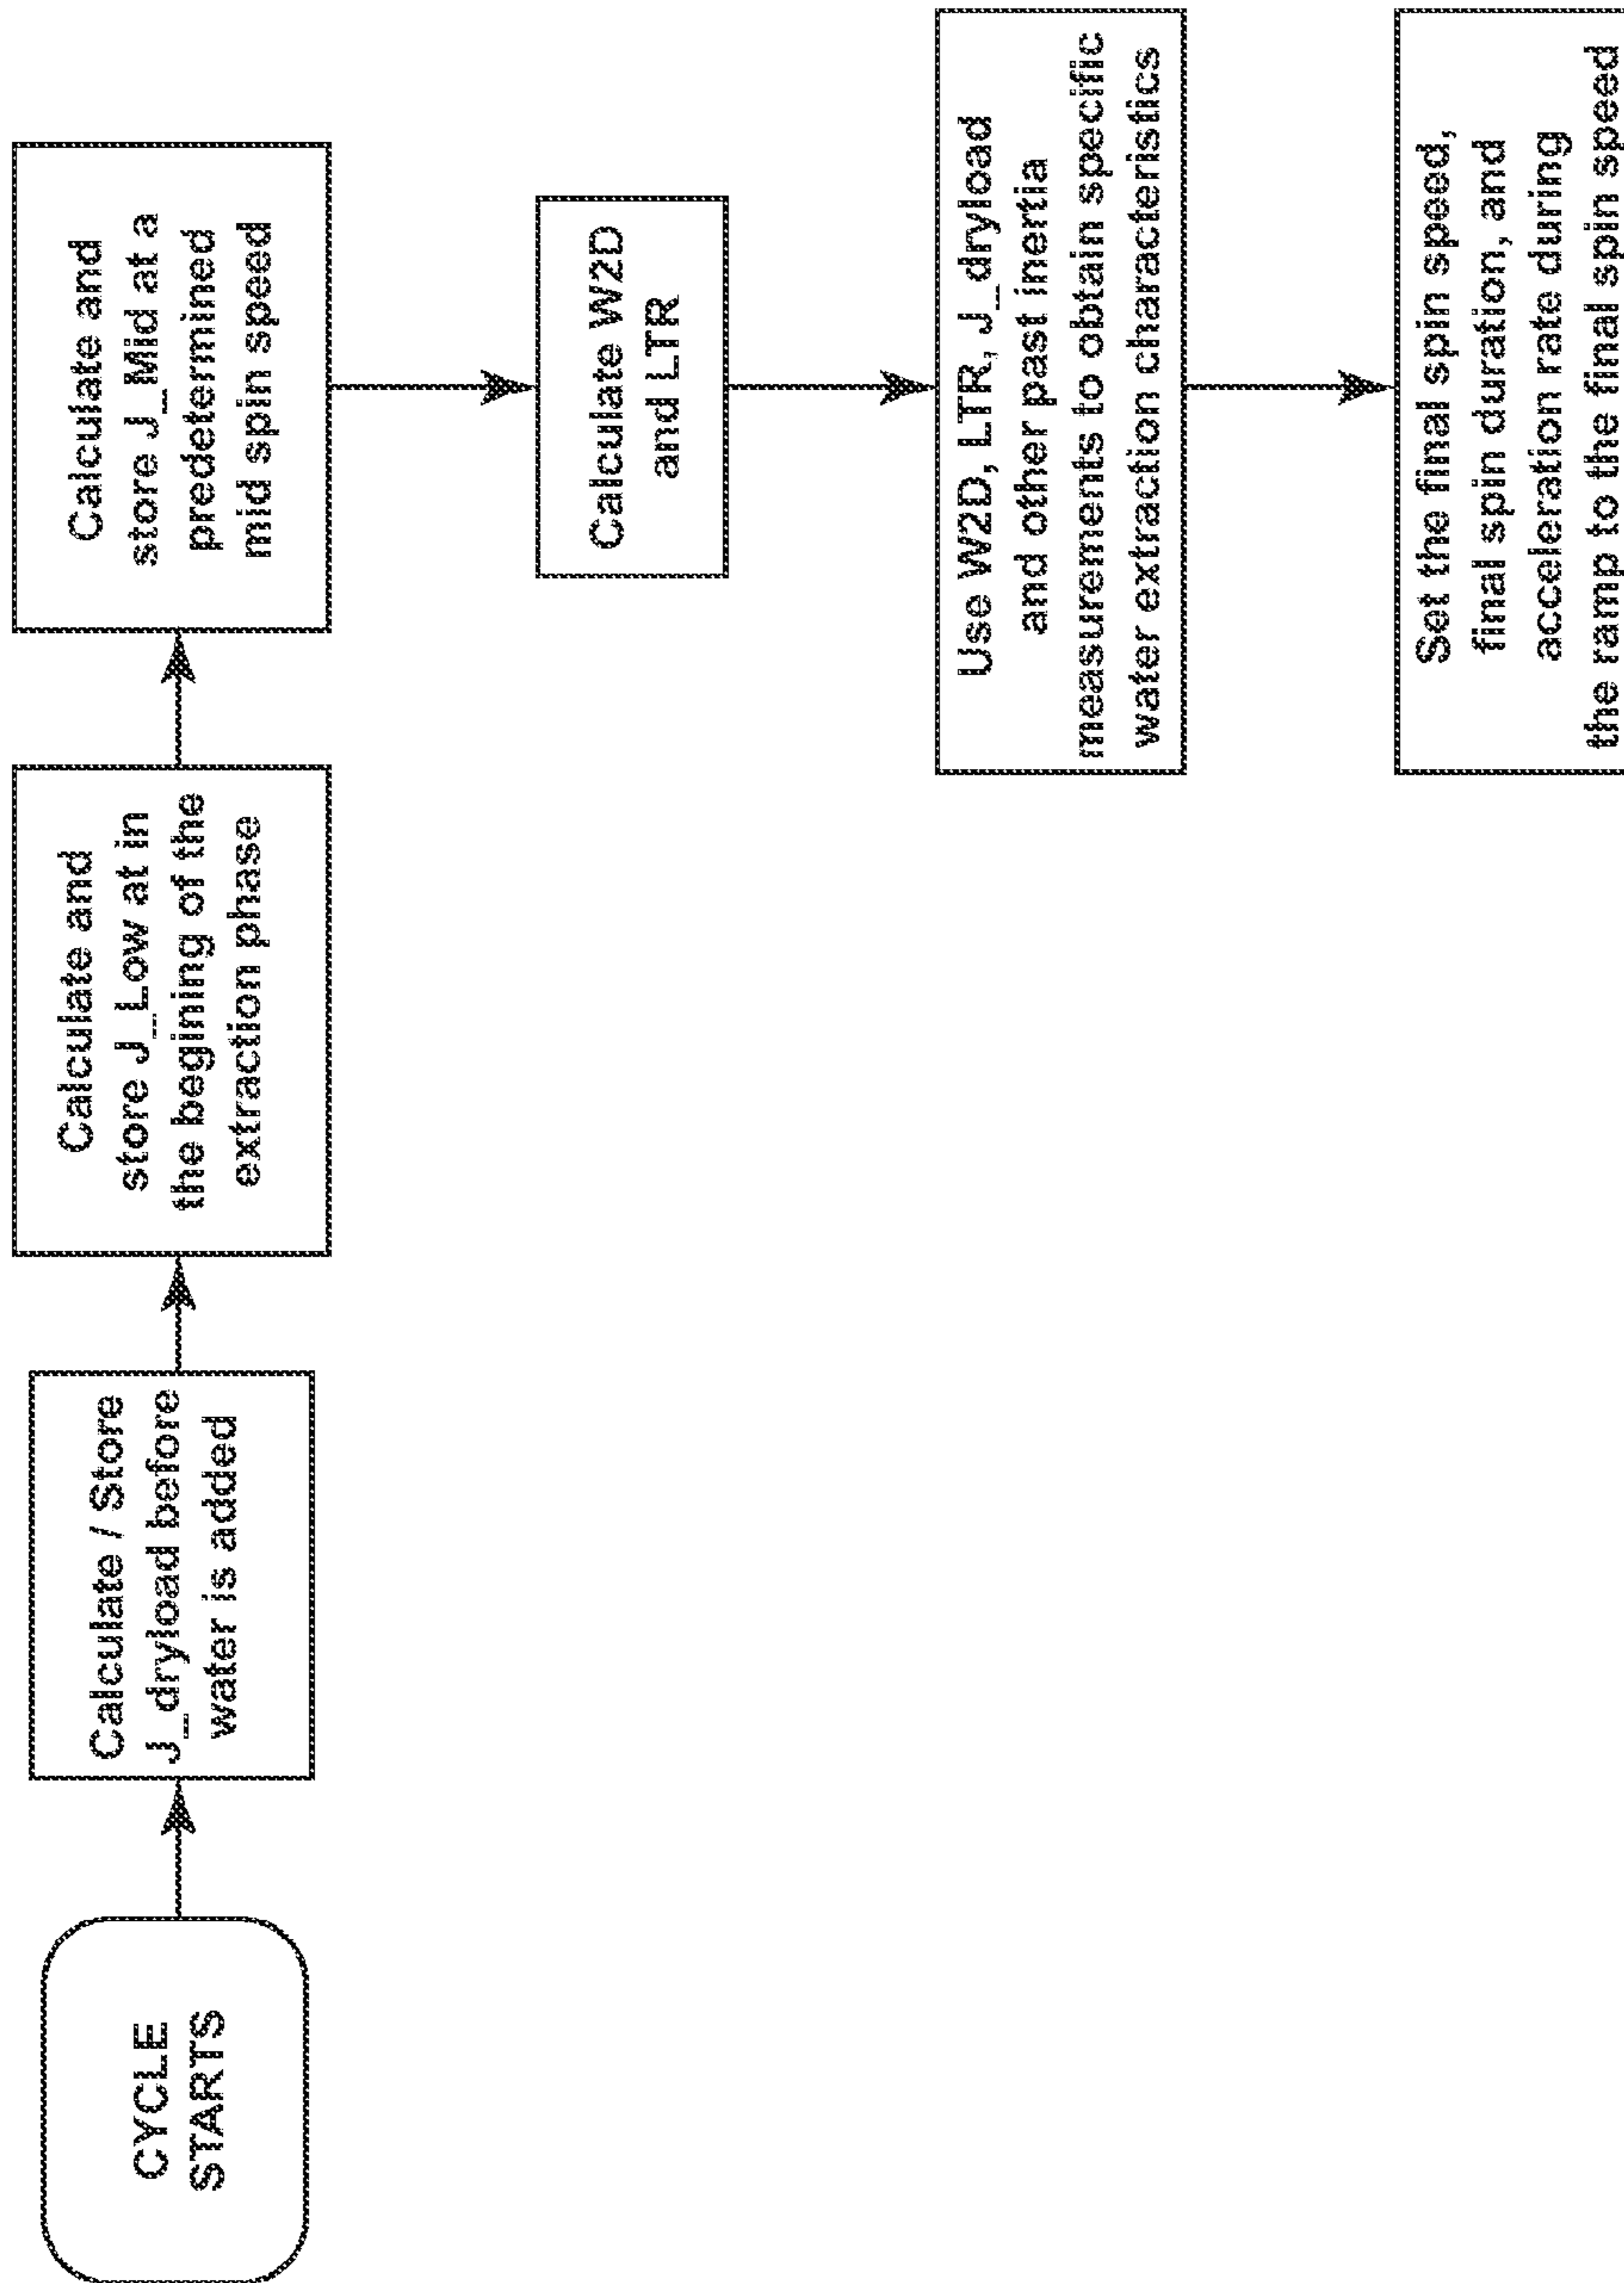 CYCLE
STARTS
Calculate / Store
J_dryload before
water is added
Calculate and
store J_Low at in
the begining of the
extraction phase
Calculate and
store J_Mid at a
predetermined
mid spin speed
Calculate W2D
and LTR
Use W2D, LTR, J_dryload
and other past inertia
measurements to obtain specific
water extraction characteristics
Set the final spin speed,
final spin duration, and
acceleration rate during
the ramp to the final spin speed